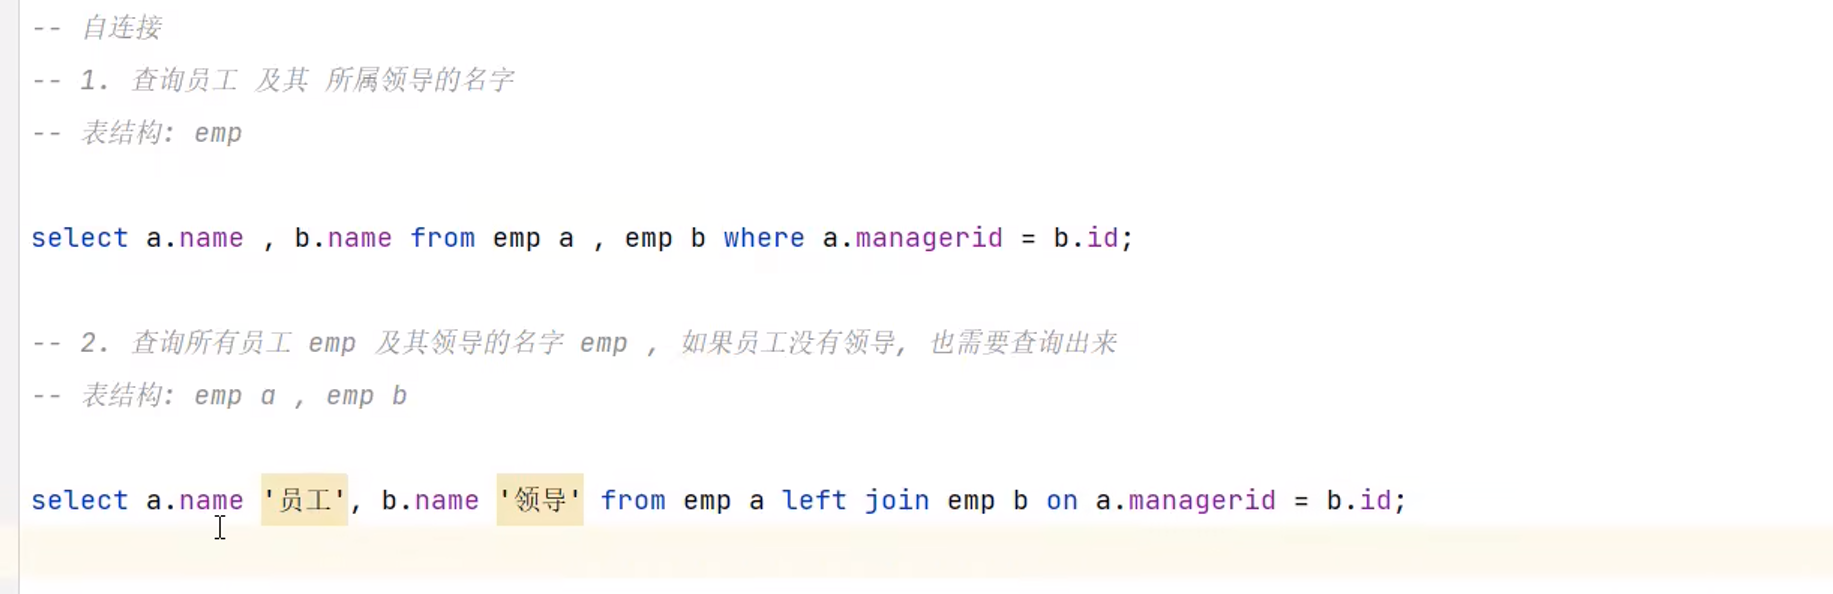 -- 自连接
-- 1. 查询员工 及其 所属领导的名字
-- 表结构: emp
select a.name , b.name from emp a , emp b where a.managerid = b.id;
-- 2. 查询所有员工 emp 及其领导的名字 emp , 如果员工没有领导, 也需要查询出来
-- 表结构: emp a , emp b
select a.name '员工', b.name '领导' from emp a left join emp b on a.managerid = b.id;